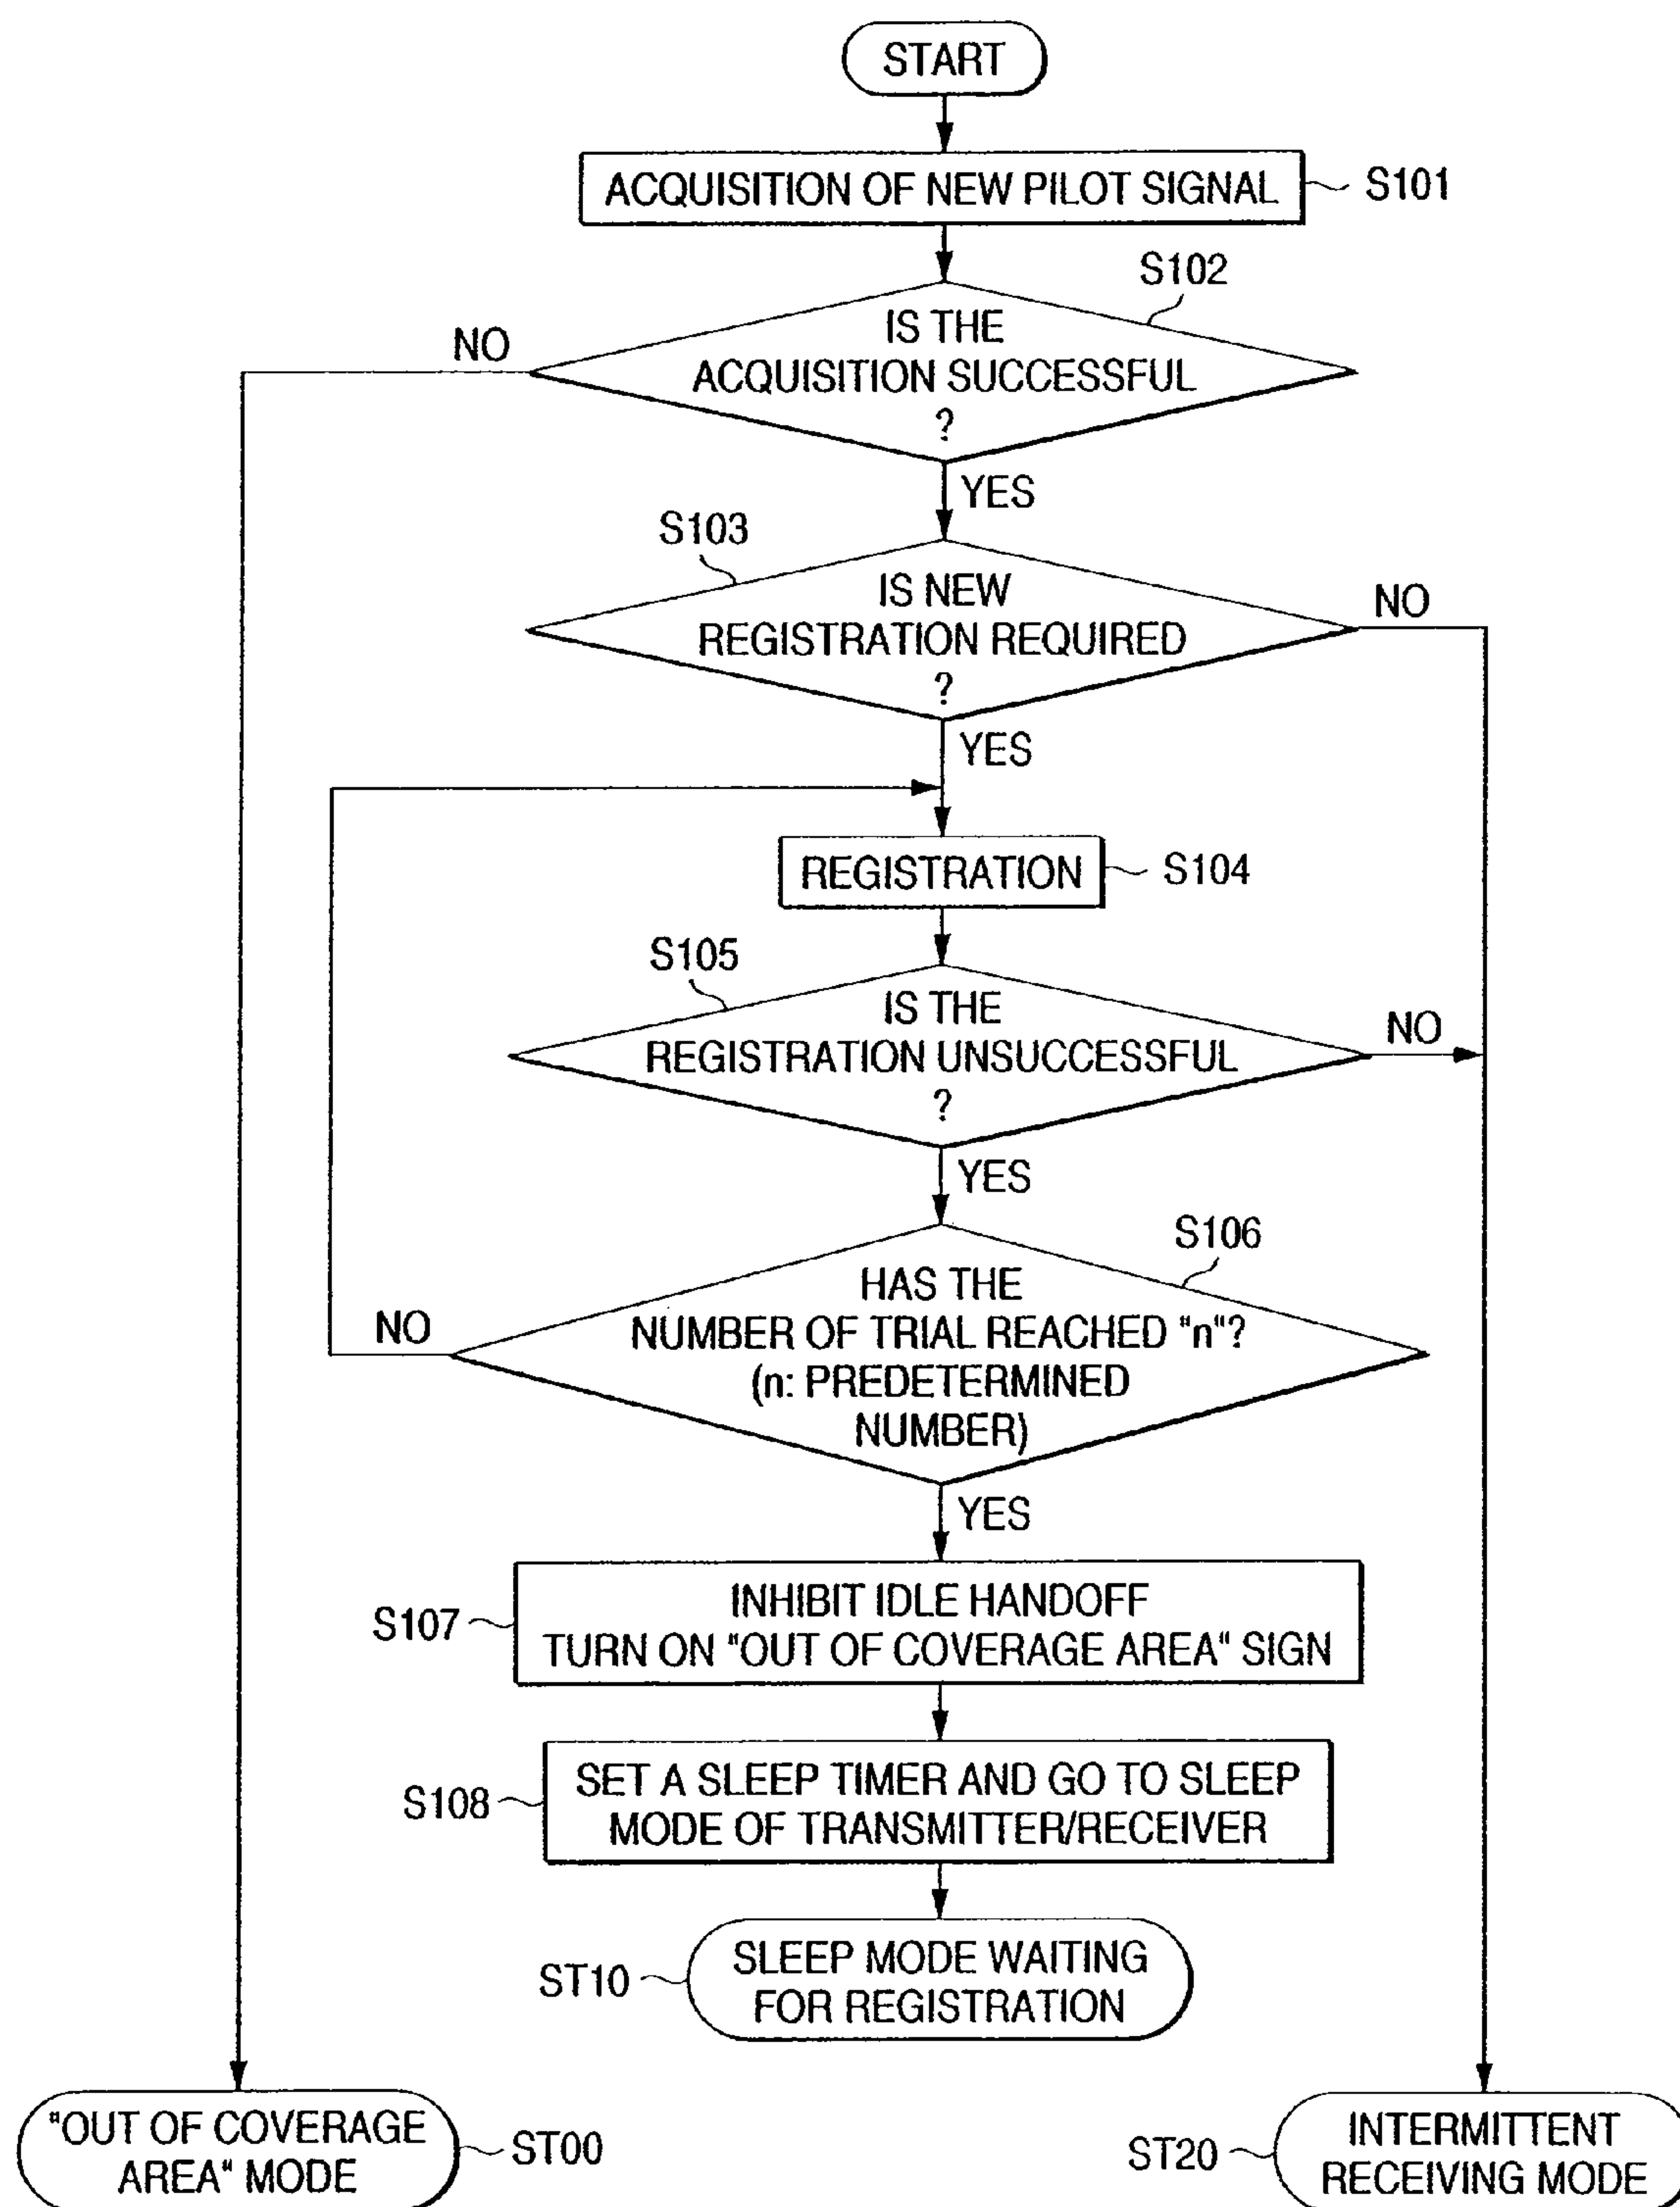 START
ACQUISITION OF NEW PILOT SIGNAL
S101
S102
IS THE
ACQUISITION SUCCESSFUL
?
NO
YES
S103
IS NEW
REGISTRATION REQUIRED
?
NO
YES
REGISTRATION
S104
S105
IS THE
REGISTRATION UNSUCCESSFUL
?
NO
YES
S106
HAS THE
NUMBER OF TRIAL REACHED "n"?
(n: PREDETERMINED
NUMBER)
NO
YES
S107
INHIBIT IDLE HANDOFF
TURN ON "OUT OF COVERAGE AREA" SIGN
S108
SET A SLEEP TIMER AND GO TO SLEEP
MODE OF TRANSMITTER/RECEIVER
ST10
SLEEP MODE WAITING
FOR REGISTRATION
"OUT OF COVERAGE
AREA" MODE
ST00
ST20
INTERMITTENT
RECEIVING MODE